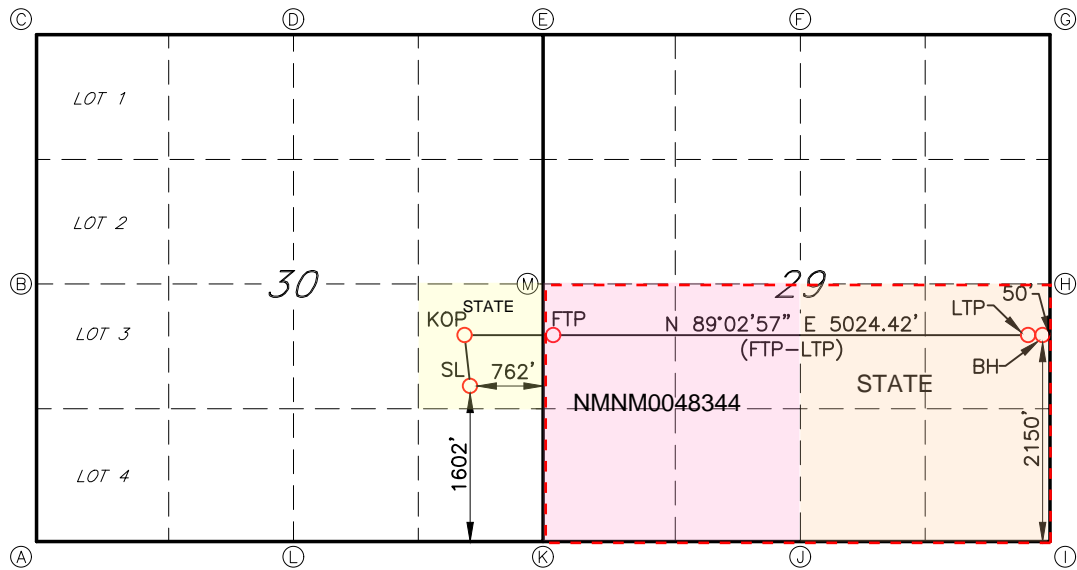 C D E F G
LOT 1
LOT 2
B 30 M 29 H
STATE
50'
LOT 3 KOP FTP N 89°02'57" E 5024.42' LTP
(FTP-LTP)
SL 762' BH
STATE
NMNM0048344
1602' 2150'
LOT 4
A L K J I